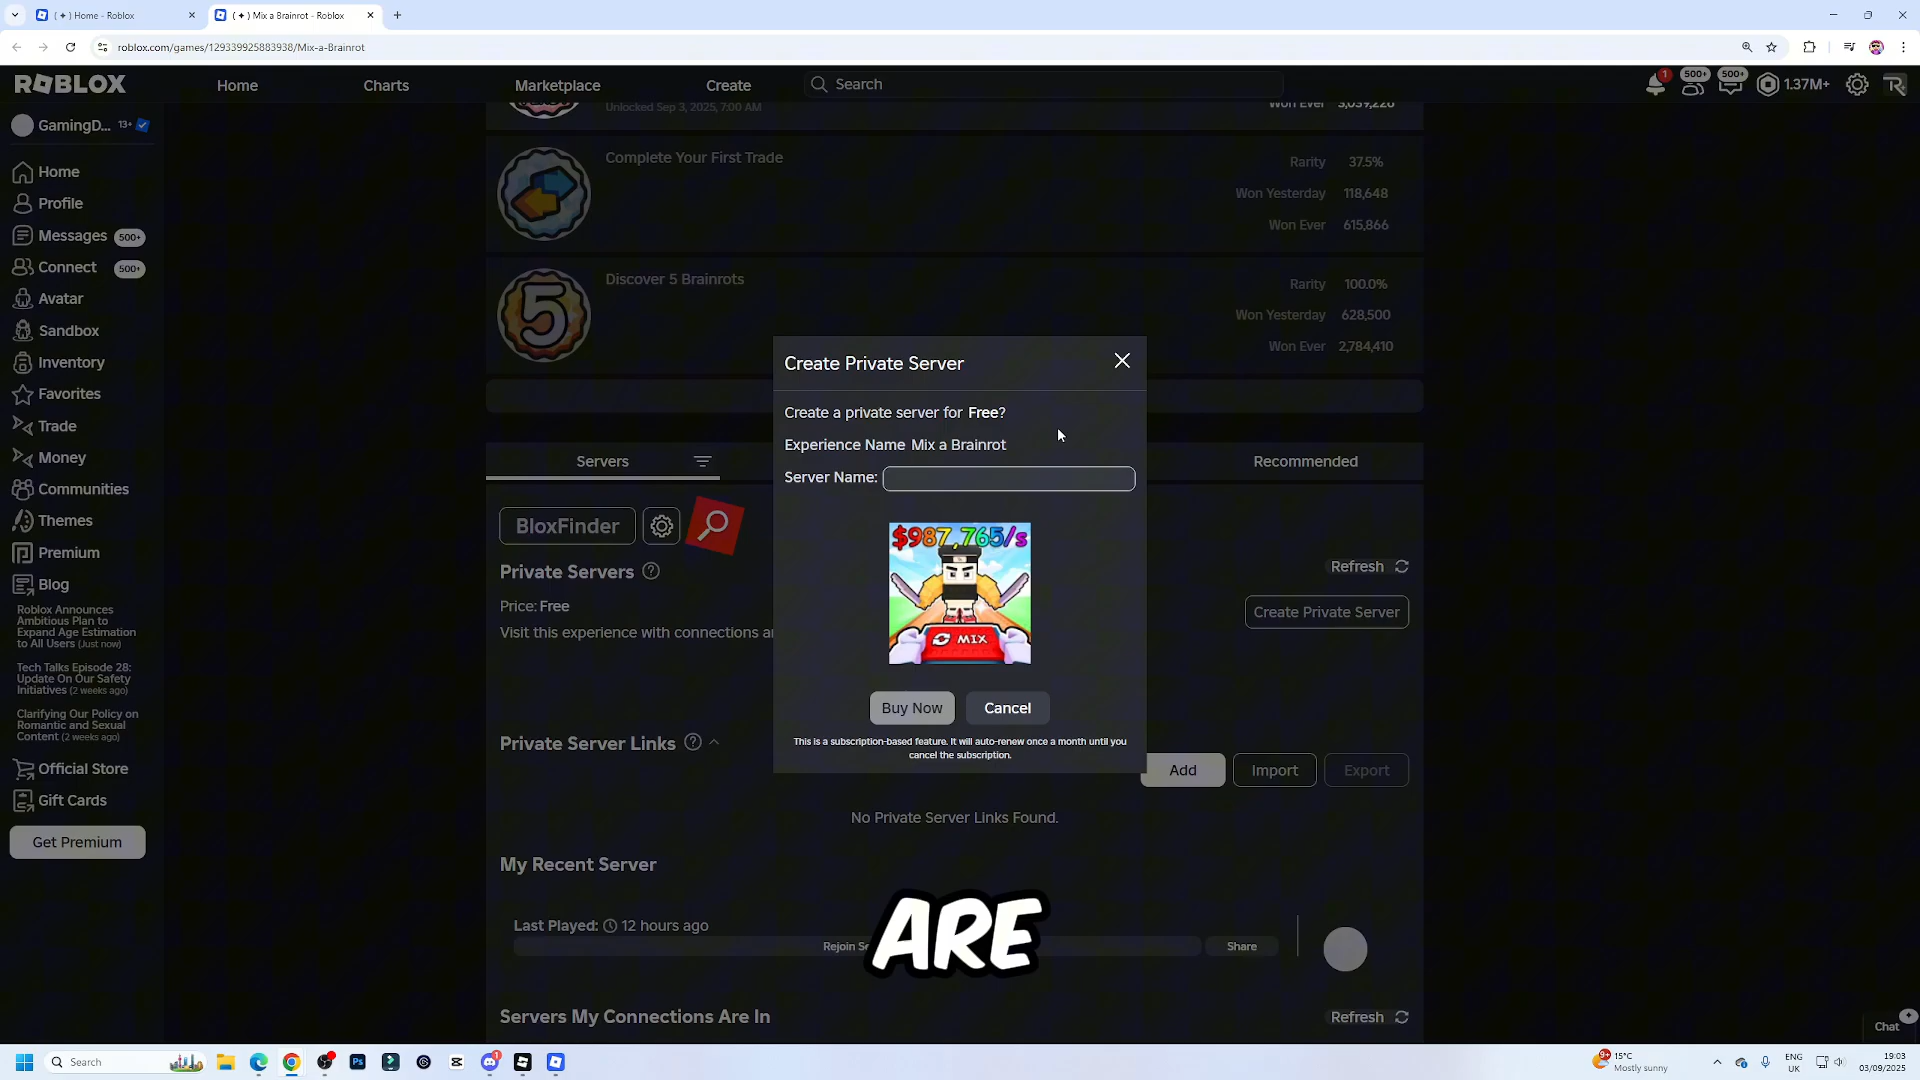 ( ✦ ) Home - Roblox
( ✦ ) Mix a Brainrot - Roblox
roblox.com/games/129339925883938/Mix-a-Brainrot
ROBLOX
Home
Charts
Marketplace
Create
Search
1
500+
500+
1.37M+
GamingD...
13+
Home
Profile
Messages 500+
Connect 500+
Avatar
Sandbox
Inventory
Favorites
Trade
Money
Communities
Themes
Premium
Blog
Roblox Announces
Ambitious Plan to
Expand Age Estimation
to All Users (Just now)
Tech Talks Episode 28:
Update On Our Safety
Initiatives (2 weeks ago)
Clarifying Our Policy on
Romantic and Sexual
Content (2 weeks ago)
Official Store
Gift Cards
Get Premium
Unlocked Sep 3, 2025, 7:00 AM
Won Ever 3,039,226
Complete Your First Trade
Rarity 37.5%
Won Yesterday 118,648
Won Ever 615,866
5
Discover 5 Brainrots
Rarity 100.0%
Won Yesterday 628,500
Won Ever 2,784,410
Servers
Recommended
BloxFinder
Private Servers
Refresh
Price: Free
Create Private Server
Visit this experience with connections
Create Private Server
Create a private server for Free?
Experience Name Mix a Brainrot
Server Name:
$987,765/s
MIX
Buy Now
Cancel
This is a subscription-based feature. It will auto-renew once a month until you
cancel the subscription.
Private Server Links
Add
Import
Export
No Private Server Links Found.
My Recent Server
Last Played: 12 hours ago
Rejoin
Share
ARE
Servers My Connections Are In
Refresh
Chat
Search
Ps
1
9+
15°C
Mostly sunny
ENG
UK
19:03
03/09/2025